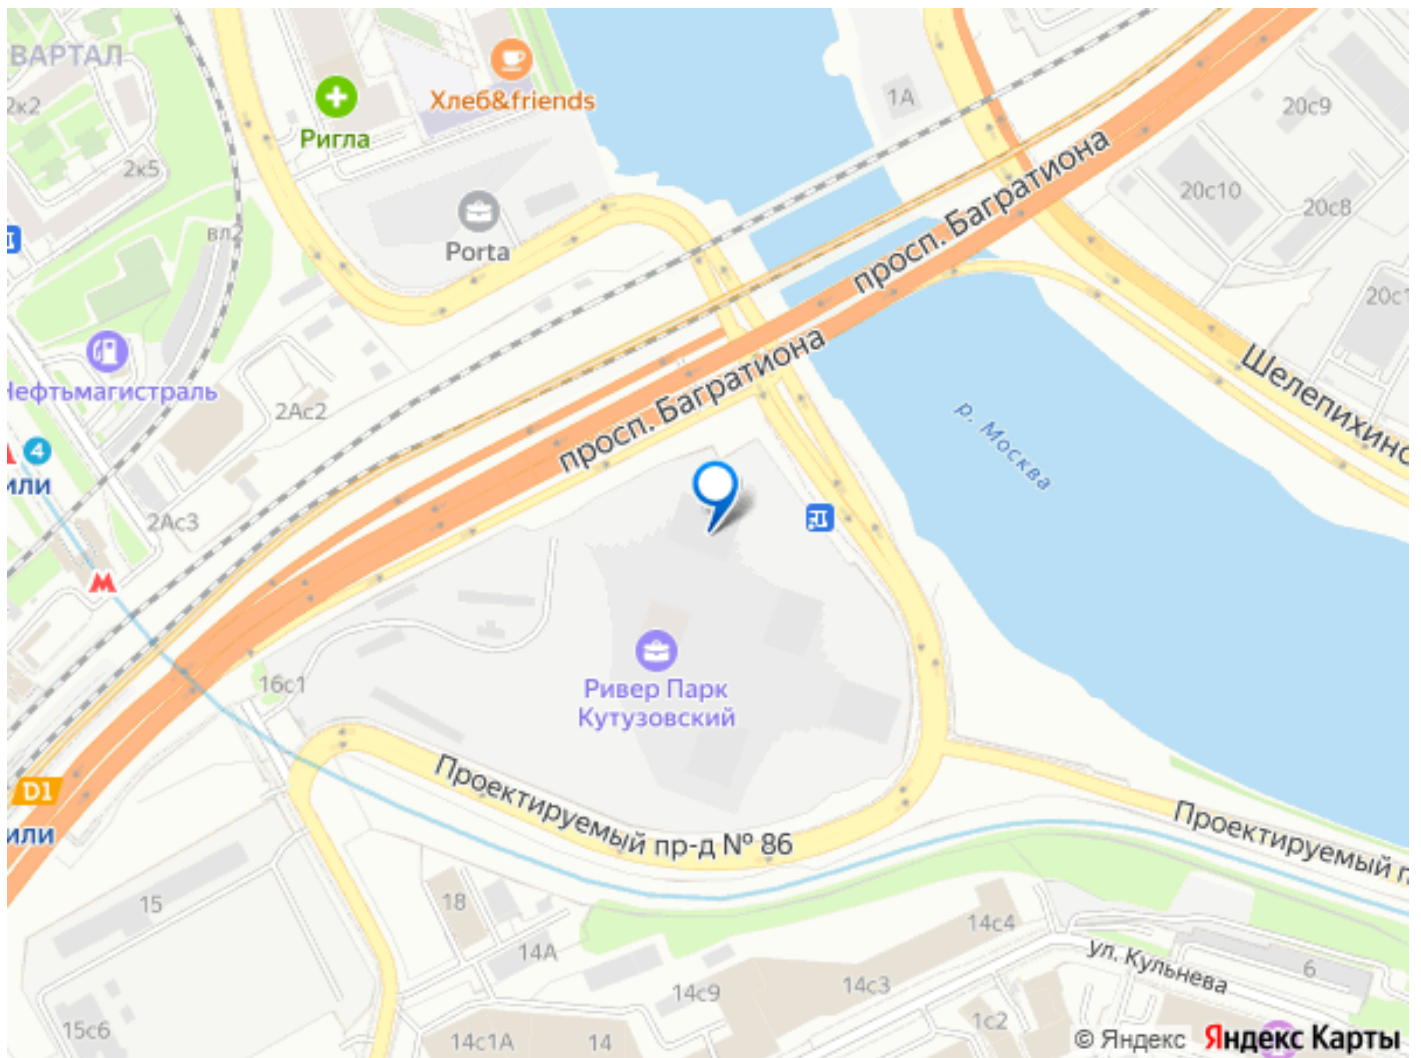 ВАРТАЛ
Хлеб&friends
1А
20с9
2к2
Ригла
2к5
20с10
20с8
просп. Багратиона
вл2
Porta
20с1
Нефтьмагистраль
2Ас2
просп. Багратиона
Шелепихинс
р. Москва
4
или
2Ас3
М
Ривер Парк
Кутузовский
16с1
D1
или
Проектируемый пр-д № 86
Проектируемый п
15
18
14А
14с4
ул. Кульнева
6
14с9
14с3
1с2
15с6
14с1А
14
© Яндекс Яндекс Карты